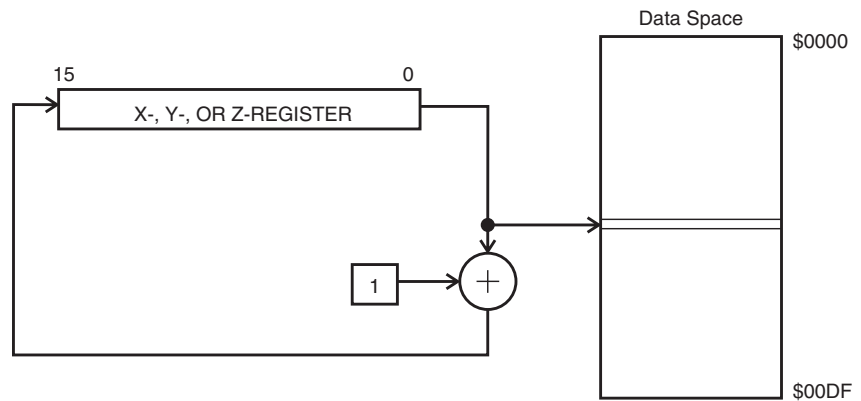 Data Space
$0000
15 0
X-, Y-, OR Z-REGISTER
1
+
$00DF